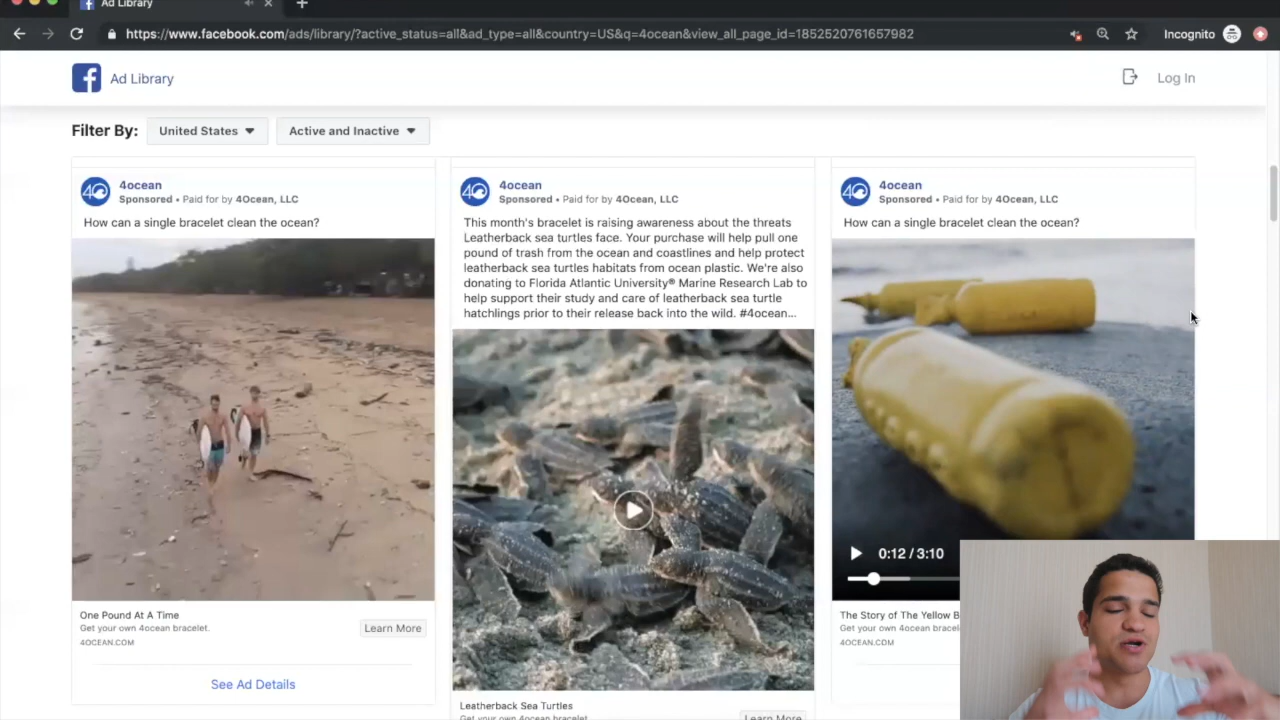 Ad Library
https://www.facebook.com/ads/library/?active_status=all&ad_type=all&country=US&q=4ocean&view_all_page_id=1852520761657982
Incognito
Ad Library
Log In
Filter By:
United States
Active and Inactive
4ocean
Sponsored • Paid for by 4Ocean, LLC
How can a single bracelet clean the ocean?
One Pound At A Time
Get your own 4ocean bracelet.
4OCEAN.COM
Learn More
See Ad Details
4ocean
Sponsored • Paid for by 4Ocean, LLC
This month's bracelet is raising awareness about the threats
Leatherback sea turtles face. Your purchase will help pull one
pound of trash from the ocean and coastlines and help protect
leatherback sea turtles habitats from ocean plastic. We're also
donating to Florida Atlantic University® Marine Research Lab to
help support their study and care of leatherback sea turtle
hatchlings prior to their release back into the wild. #4ocean...
Leatherback Sea Turtles
Get your own 4ocean bracelet
Learn More
4ocean
Sponsored • Paid for by 4Ocean, LLC
How can a single bracelet clean the ocean?
0:12 / 3:10
The Story of The Yellow B
Get your own 4ocean bracel
4OCEAN.COM